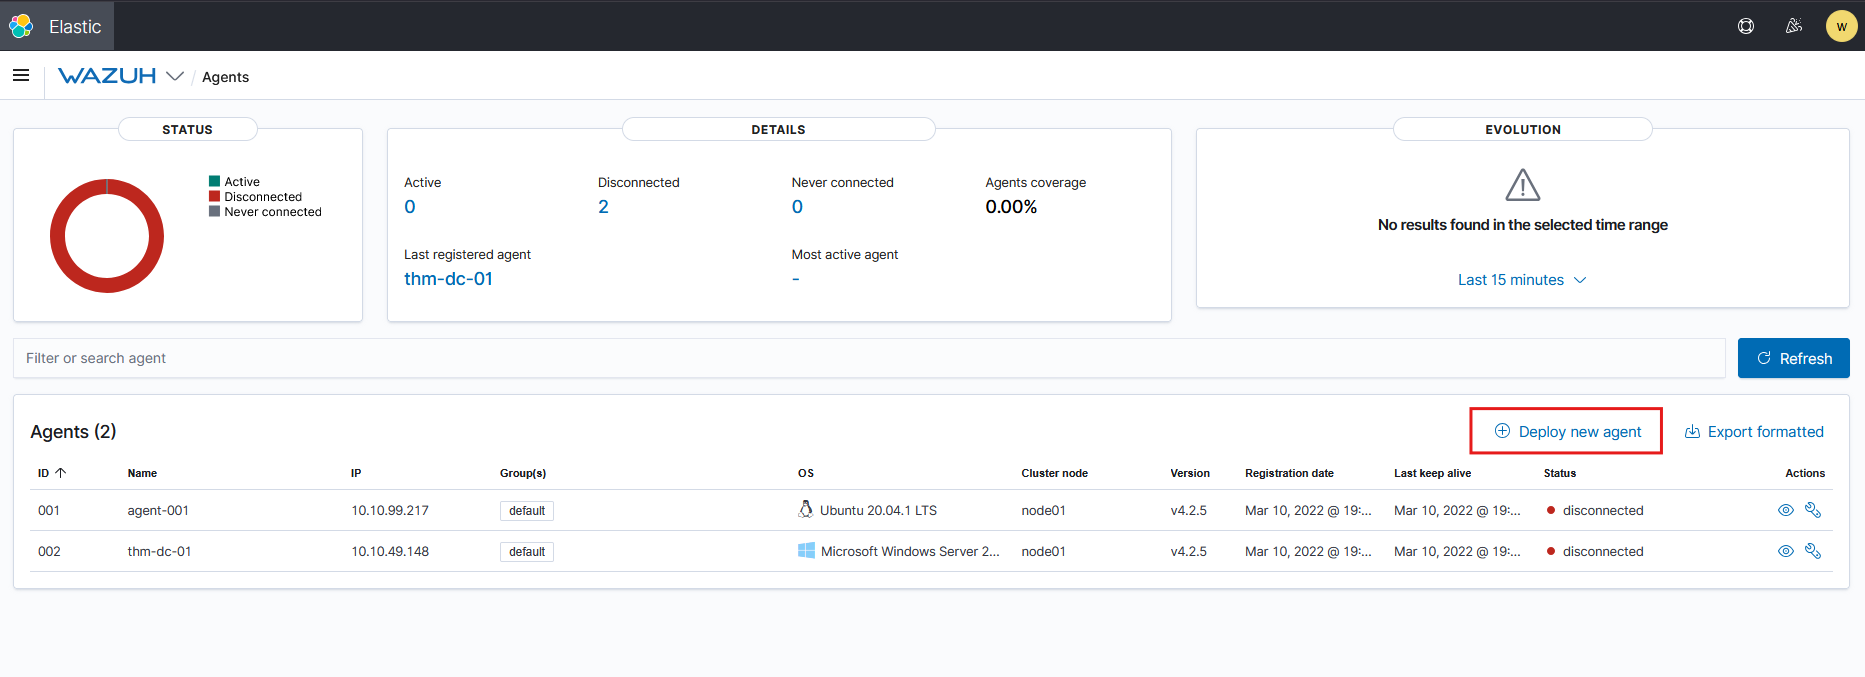 Elastic
W
WAZUH / Agents
STATUS
Active
Disconnected
Never connected
DETAILS
Active
0
Disconnected
2
Never connected
0
Agents coverage
0.00%
Last registered agent
thm-dc-01
Most active agent
-
EVOLUTION
No results found in the selected time range
Last 15 minutes
Filter or search agent
Refresh
Agents (2)
Deploy new agent
Export formatted
ID Name IP Group(s) OS Cluster node Version Registration date Last keep alive Status Actions
001 agent-001 10.10.99.217 default Ubuntu 20.04.1 LTS node01 v4.2.5 Mar 10, 2022 @ 19:... Mar 10, 2022 @ 19:... disconnected
002 thm-dc-01 10.10.49.148 default Microsoft Windows Server 2... node01 v4.2.5 Mar 10, 2022 @ 19:... Mar 10, 2022 @ 19:... disconnected